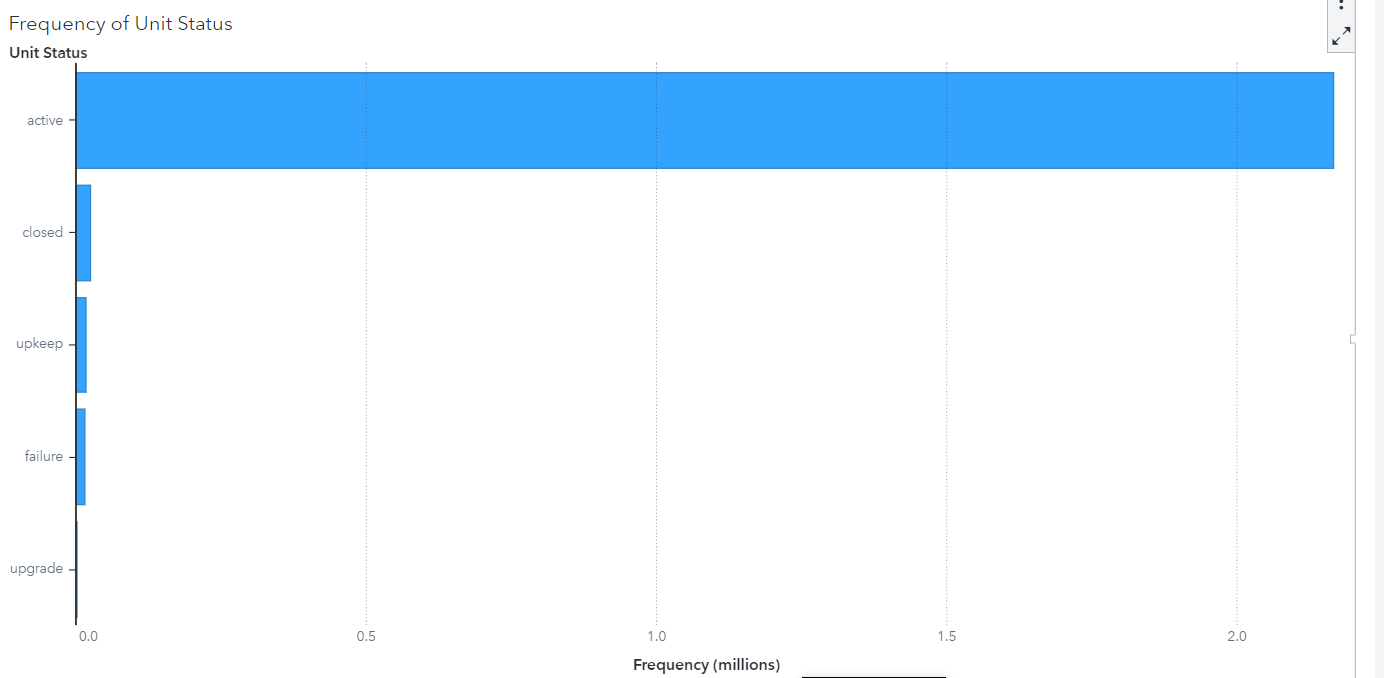 Frequency of Unit Status
Unit Status
active
closed
upkeep
failure
upgrade
0.0 0.5 1.0 1.5 2.0
Frequency (millions)